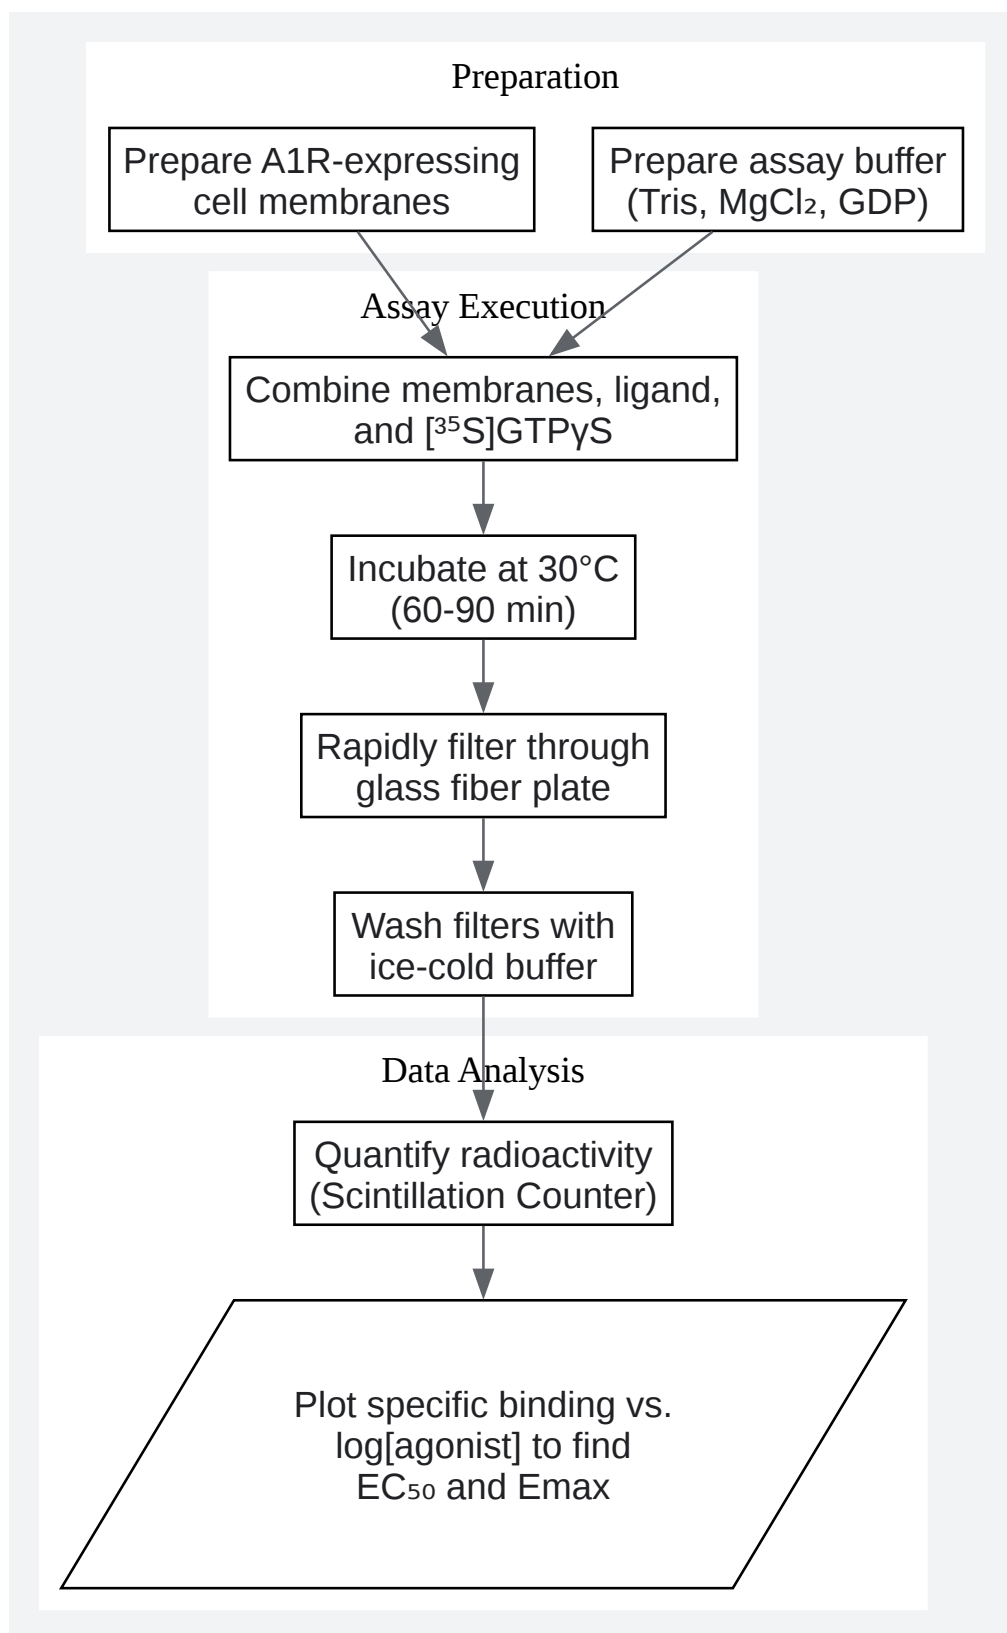 Preparation
Prepare A1R-expressing
cell membranes
Prepare assay buffer
(Tris, MgCl₂, GDP)
Assay Execution
Combine membranes, ligand,
and [³⁵S]GTPγS
Incubate at 30°C
(60-90 min)
Rapidly filter through
glass fiber plate
Wash filters with
ice-cold buffer
Data Analysis
Quantify radioactivity
(Scintillation Counter)
Plot specific binding vs.
log[agonist] to find
EC₅₀ and Emax